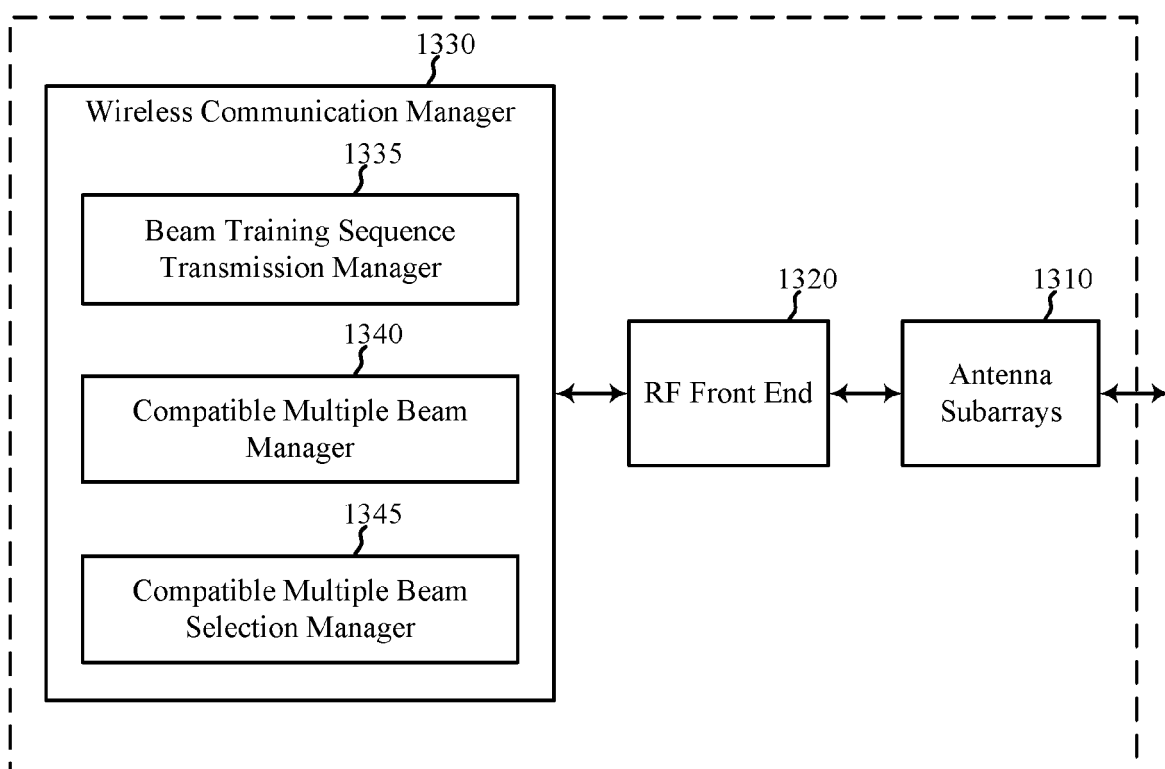 1330
Wireless Communication Manager
1335
Beam Training Sequence
Transmission Manager
1340
Compatible Multiple Beam
Manager
1345
Compatible Multiple Beam
Selection Manager
1320
RF Front End
1310
Antenna
Subarrays